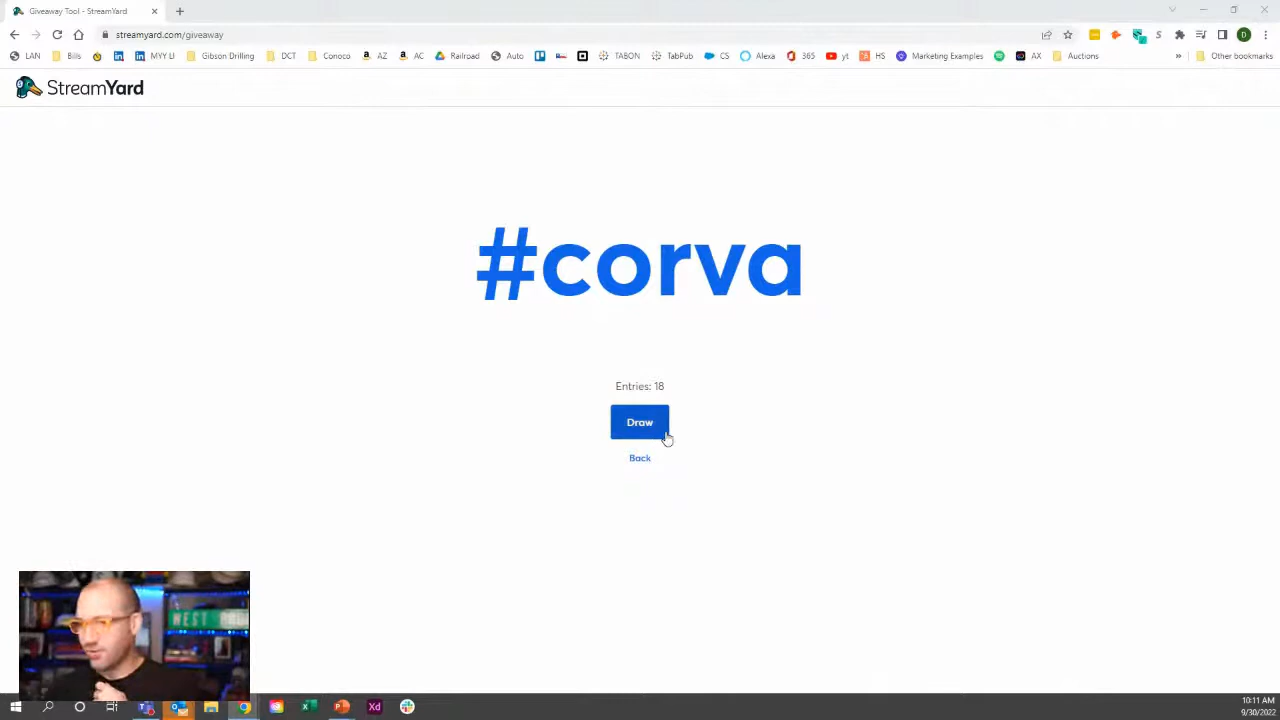 Giveaway Tool - StreamYard
streamyard.com/giveaway
LAN Bills MYY LI Gibson Drilling DCT Conoco AZ AC Railroad Auto TABON TabPub CS Alexa 365 yt HS Marketing Examples AX Auctions » Other bookmarks
StreamYard
#corva
Entries: 18
Draw
Back
WEST
10:11 AM
9/30/2022